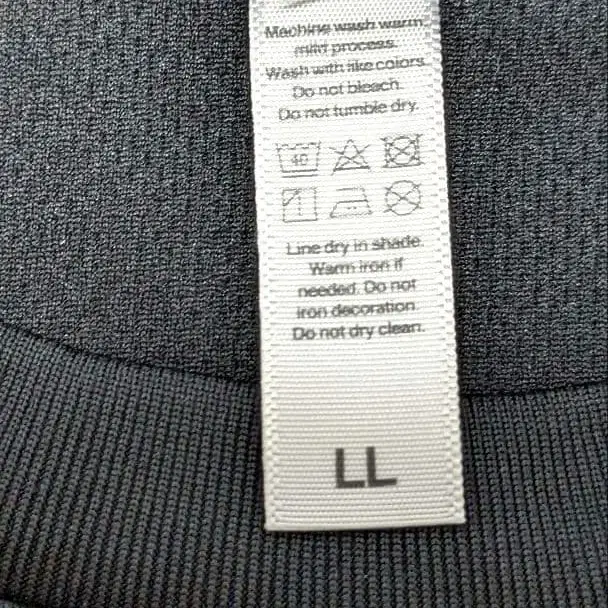 Machine wash warm
mild process.
Wash with like colors.
Do not bleach.
Do not tumble dry.
40
Line dry in shade.
Warm iron if
needed. Do not
iron decoration.
Do not dry clean.
LL